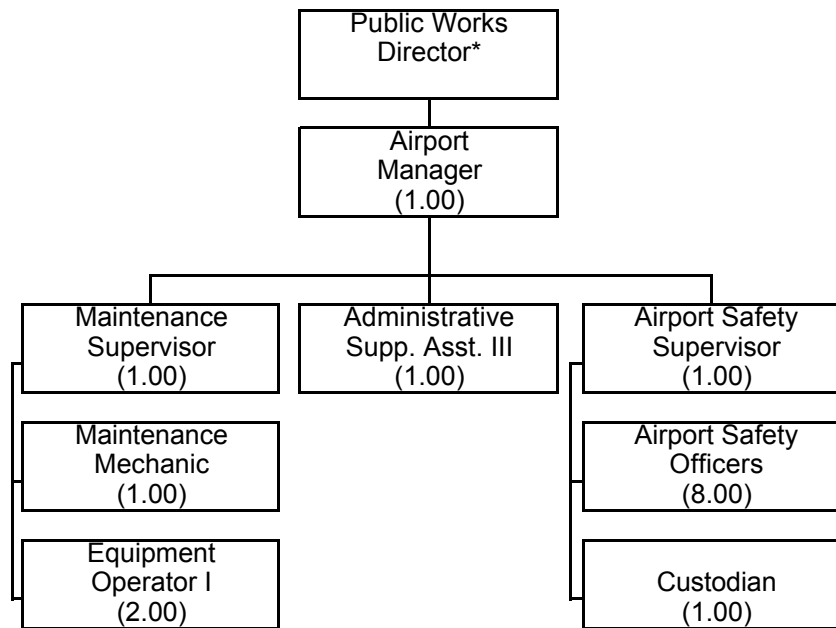 Public Works
Director*
Airport
Manager
(1.00)
Maintenance
Supervisor
(1.00)
Administrative
Supp. Asst. III
(1.00)
Airport Safety
Supervisor
(1.00)
Maintenance
Mechanic
(1.00)
Airport Safety
Officers
(8.00)
Equipment
Operator I
(2.00)
Custodian
(1.00)